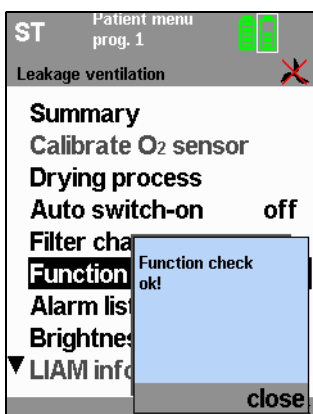 ST
Patient menu
prog. 1
Leakage ventilation
Summary
Calibrate O2 sensor
Drying process
Auto switch-on off
Filter cha
Function
Alarm list
Brightnes
LIAM info
Function check
ok!
close